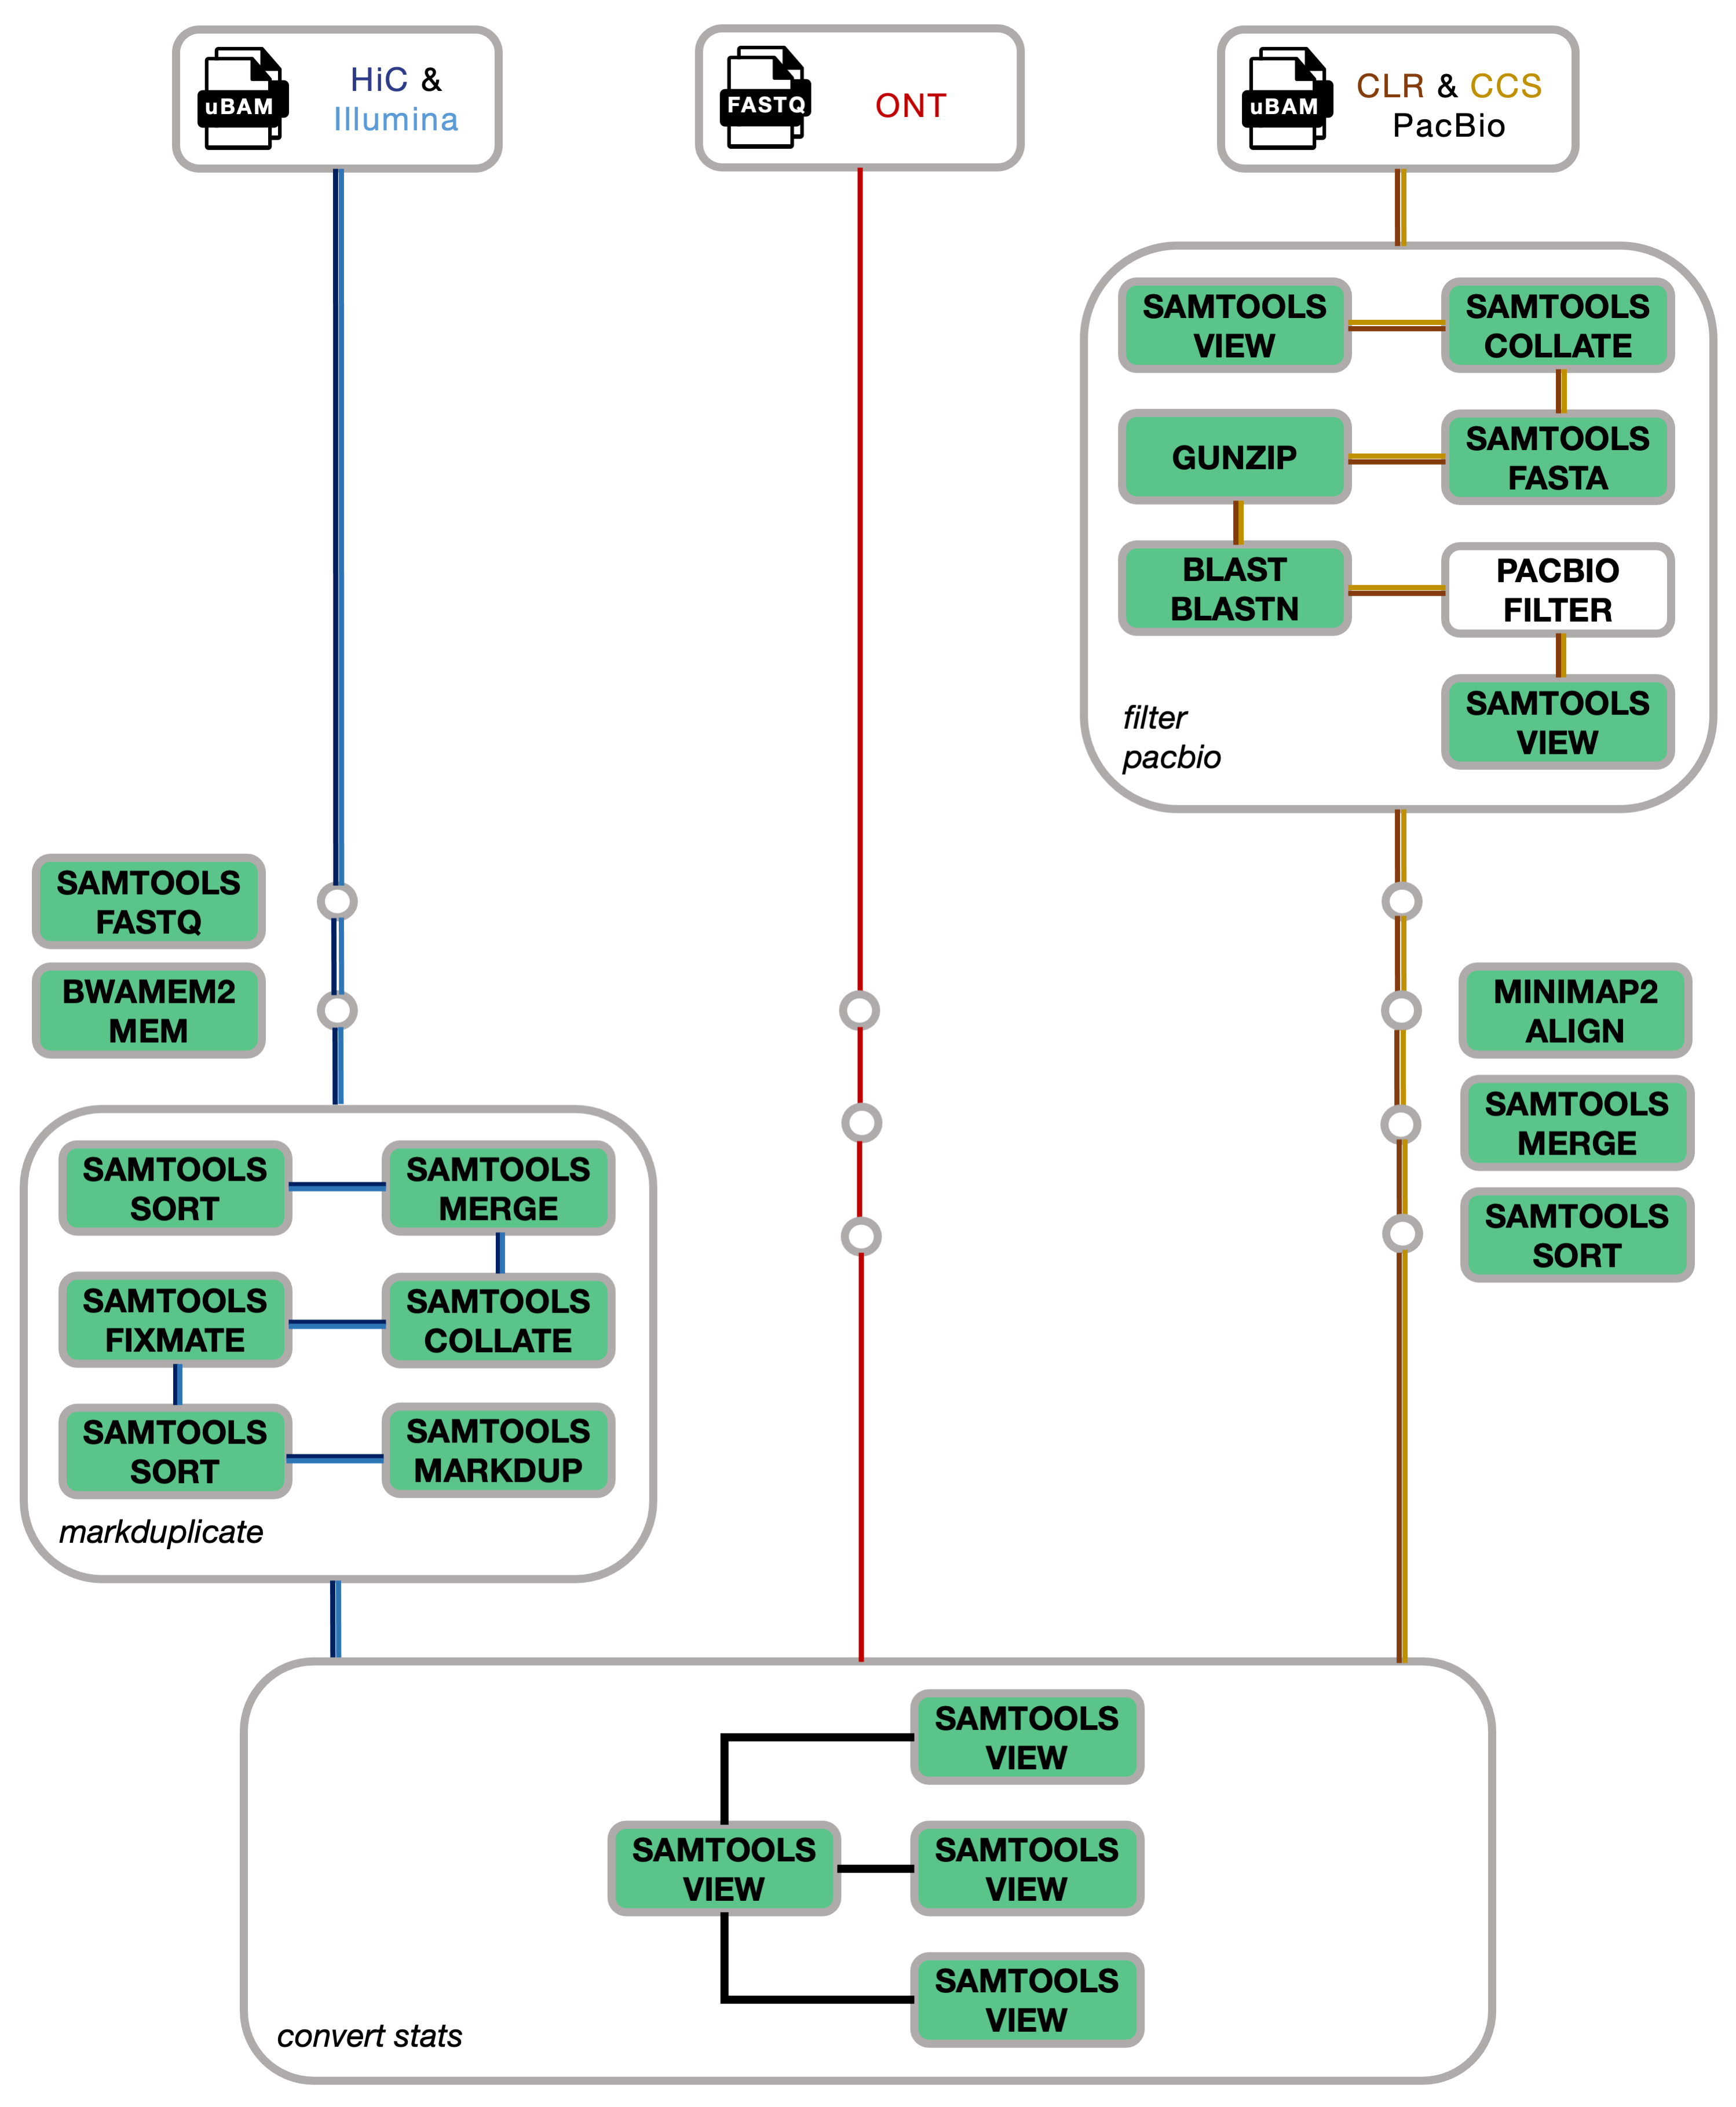 uBAM
HiC &
Illumina
FASTQ
ONT
uBAM
CLR & CCS
PacBio
SAMTOOLS
VIEW
SAMTOOLS
COLLATE
GUNZIP
SAMTOOLS
FASTA
BLAST
BLASTN
PACBIO
FILTER
SAMTOOLS
VIEW
filter
pacbio
SAMTOOLS
FASTQ
BWAMEM2
MEM
MINIMAP2
ALIGN
SAMTOOLS
MERGE
SAMTOOLS
SORT
SAMTOOLS
SORT
SAMTOOLS
MERGE
SAMTOOLS
FIXMATE
SAMTOOLS
COLLATE
SAMTOOLS
SORT
SAMTOOLS
MARKDUP
markduplicate
SAMTOOLS
VIEW
SAMTOOLS
VIEW
SAMTOOLS
VIEW
SAMTOOLS
VIEW
convert stats